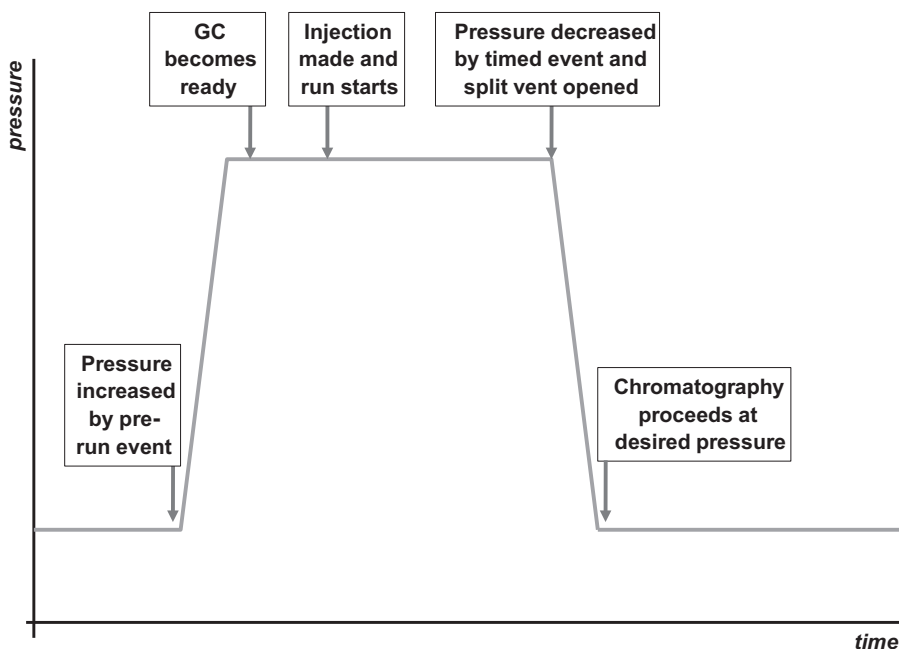 GC
becomes
ready
Injection
made and
run starts
Pressure decreased
by timed event and
split vent opened
pressure
Pressure
increased
by pre-
run event
Chromatography
proceeds at
desired pressure
time